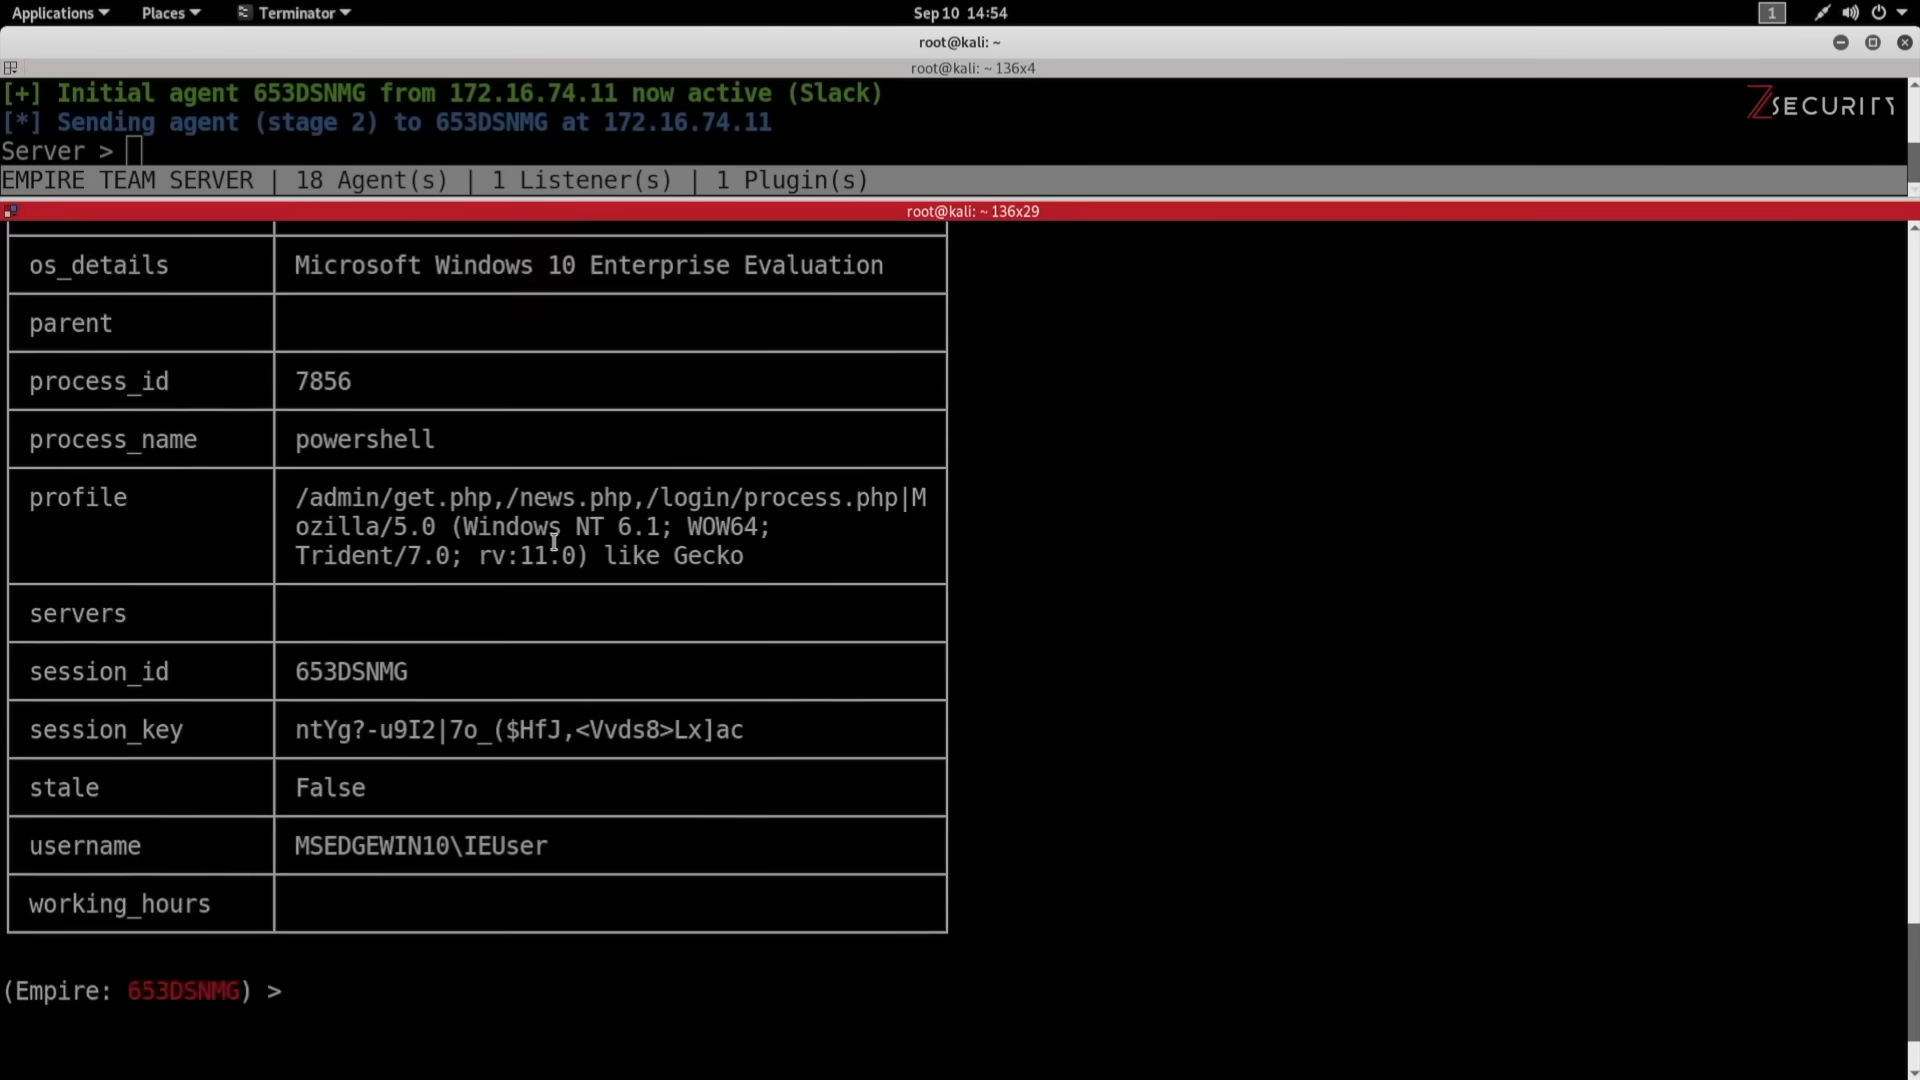 Applications Places Terminator Sep 10 14:54 1
root@kali: ~
root@kali: ~ 136x4
[+] Initial agent 653DSNMG from 172.16.74.11 now active (Slack)
[*] Sending agent (stage 2) to 653DSNMG at 172.16.74.11
ZSECURITY
Server >
EMPIRE TEAM SERVER | 18 Agent(s) | 1 Listener(s) | 1 Plugin(s)
root@kali: ~ 136x29
os_details Microsoft Windows 10 Enterprise Evaluation
parent
process_id 7856
process_name powershell
profile /admin/get.php,/news.php,/login/process.php|M
ozilla/5.0 (Windows NT 6.1; WOW64;
Trident/7.0; rv:11.0) like Gecko
servers
session_id 653DSNMG
session_key ntYg?-u9I2|7o_($HfJ,<Vvds8>Lx]ac
stale False
username MSEDGEWIN10\IEUser
working_hours
(Empire: 653DSNMG) >